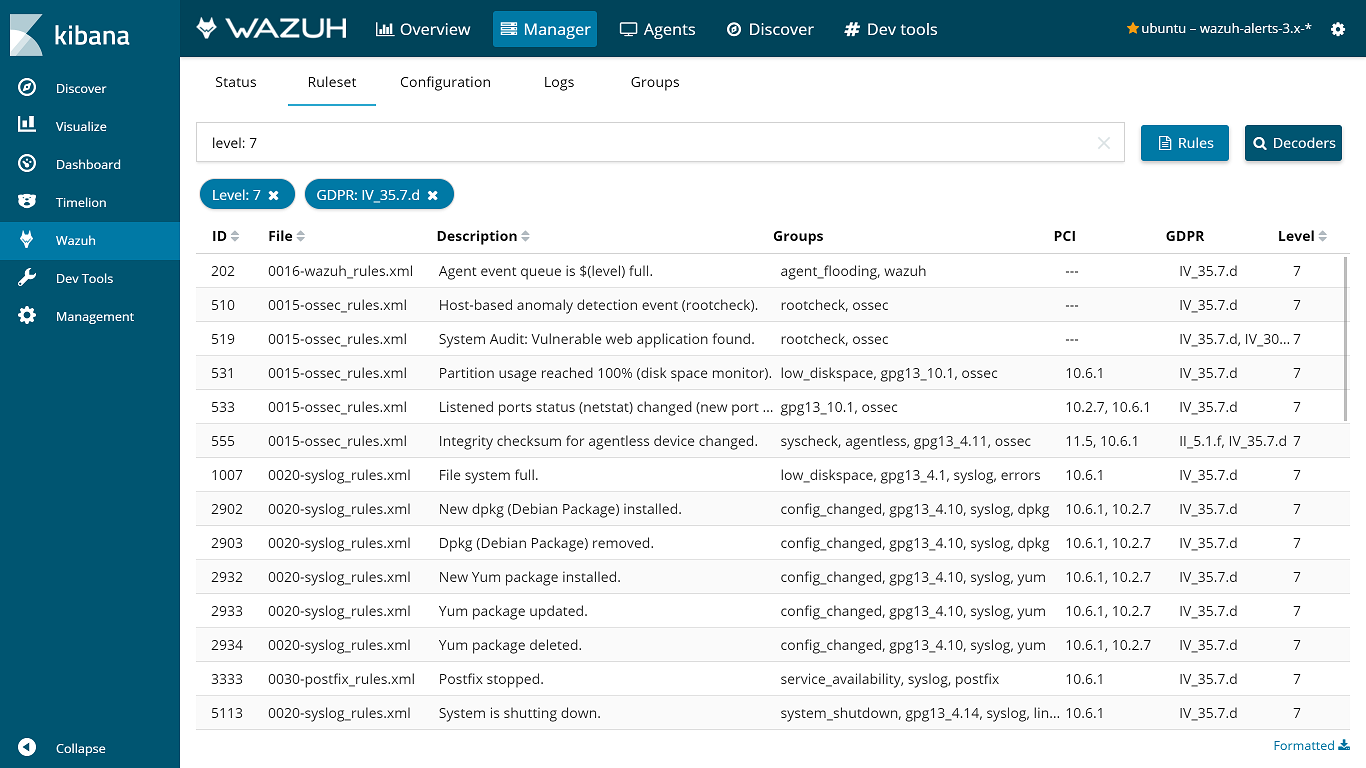 kibana
WAZUH Overview Manager Agents Discover Dev tools ubuntu – wazuh-alerts-3.x-*
Discover
Visualize
Dashboard
Timelion
Wazuh
Dev Tools
Management
Collapse
Status Ruleset Configuration Logs Groups
level: 7 Rules Decoders
Level: 7 GDPR: IV_35.7.d
ID File Description Groups PCI GDPR Level
202 0016-wazuh_rules.xml Agent event queue is $(level) full. agent_flooding, wazuh --- IV_35.7.d 7
510 0015-ossec_rules.xml Host-based anomaly detection event (rootcheck). rootcheck, ossec --- IV_35.7.d 7
519 0015-ossec_rules.xml System Audit: Vulnerable web application found. rootcheck, ossec --- IV_35.7.d, IV_30... 7
531 0015-ossec_rules.xml Partition usage reached 100% (disk space monitor). low_diskspace, gpg13_10.1, ossec 10.6.1 IV_35.7.d 7
533 0015-ossec_rules.xml Listened ports status (netstat) changed (new port ... gpg13_10.1, ossec 10.2.7, 10.6.1 IV_35.7.d 7
555 0015-ossec_rules.xml Integrity checksum for agentless device changed. syscheck, agentless, gpg13_4.11, ossec 11.5, 10.6.1 II_5.1.f, IV_35.7.d 7
1007 0020-syslog_rules.xml File system full. low_diskspace, gpg13_4.1, syslog, errors 10.6.1 IV_35.7.d 7
2902 0020-syslog_rules.xml New dpkg (Debian Package) installed. config_changed, gpg13_4.10, syslog, dpkg 10.6.1, 10.2.7 IV_35.7.d 7
2903 0020-syslog_rules.xml Dpkg (Debian Package) removed. config_changed, gpg13_4.10, syslog, dpkg 10.6.1, 10.2.7 IV_35.7.d 7
2932 0020-syslog_rules.xml New Yum package installed. config_changed, gpg13_4.10, syslog, yum 10.6.1, 10.2.7 IV_35.7.d 7
2933 0020-syslog_rules.xml Yum package updated. config_changed, gpg13_4.10, syslog, yum 10.6.1, 10.2.7 IV_35.7.d 7
2934 0020-syslog_rules.xml Yum package deleted. config_changed, gpg13_4.10, syslog, yum 10.6.1, 10.2.7 IV_35.7.d 7
3333 0030-postfix_rules.xml Postfix stopped. service_availability, syslog, postfix 10.6.1 IV_35.7.d 7
5113 0020-syslog_rules.xml System is shutting down. system_shutdown, gpg13_4.14, syslog, lin... 10.6.1 IV_35.7.d 7
Formatted